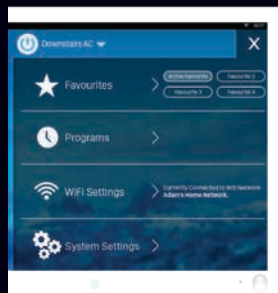 Downstairs AC
X
Favourites
Active Favourite
Favourite 2
Favourite 3
Favourite 4
Programs
WiFi Settings
Currently Connected to Wifi Network:
Adam's Home Network.
System Settings